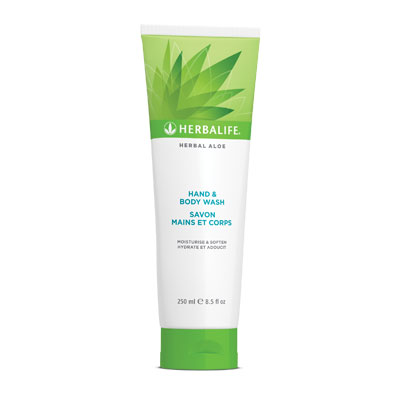 HERBALIFE®
HERBAL ALOE
HAND &
BODY WASH
SAVON
MAINS ET CORPS
MOISTURISE & SOFTEN
HYDRATE ET ADOUCIT
250 ml ℮ 8.5 fl oz